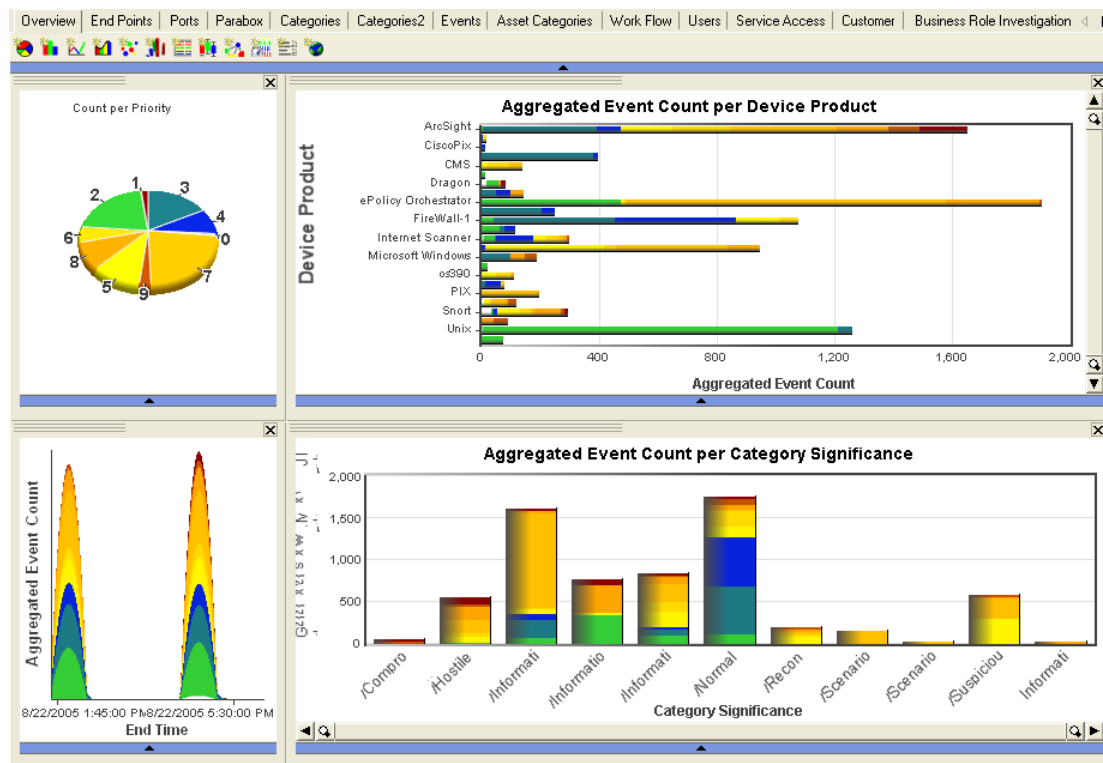 Overview End Points Ports Parabox Categories Categories2 Events Asset Categories Work Flow Users Service Access Customer Business Role Investigation
Count per Priority
1
3
2
4
0
6
8
7
5
9
Aggregated Event Count per Device Product
Device Product
ArcSight
CiscoPix
CMS
Dragon
ePolicy Orchestrator
FireWall-1
Internet Scanner
Microsoft Windows
os390
PIX
Snort
Unix
0 400 800 1,200 1,600 2,000
Aggregated Event Count
Aggregated Event Count
8/22/2005 1:45:00 PM 8/22/2005 5:30:00 PM
End Time
Aggregated Event Count per Category Significance
2,000
1,500
1,000
500
0
/Compro /Hostile /Informati /Informatio /Informati /Normal /Recon /Scenario /Scenario /Suspiciou Informati
Category Significance